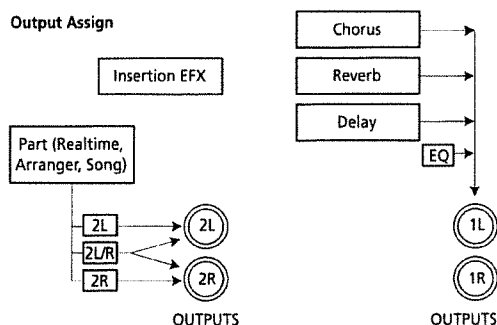 Output Assign
Insertion EFX
Part (Realtime,
Arranger, Song)
2L
2L/R
2R
2L
2R
OUTPUTS
Chorus
Reverb
Delay
EQ
1L
1R
OUTPUTS